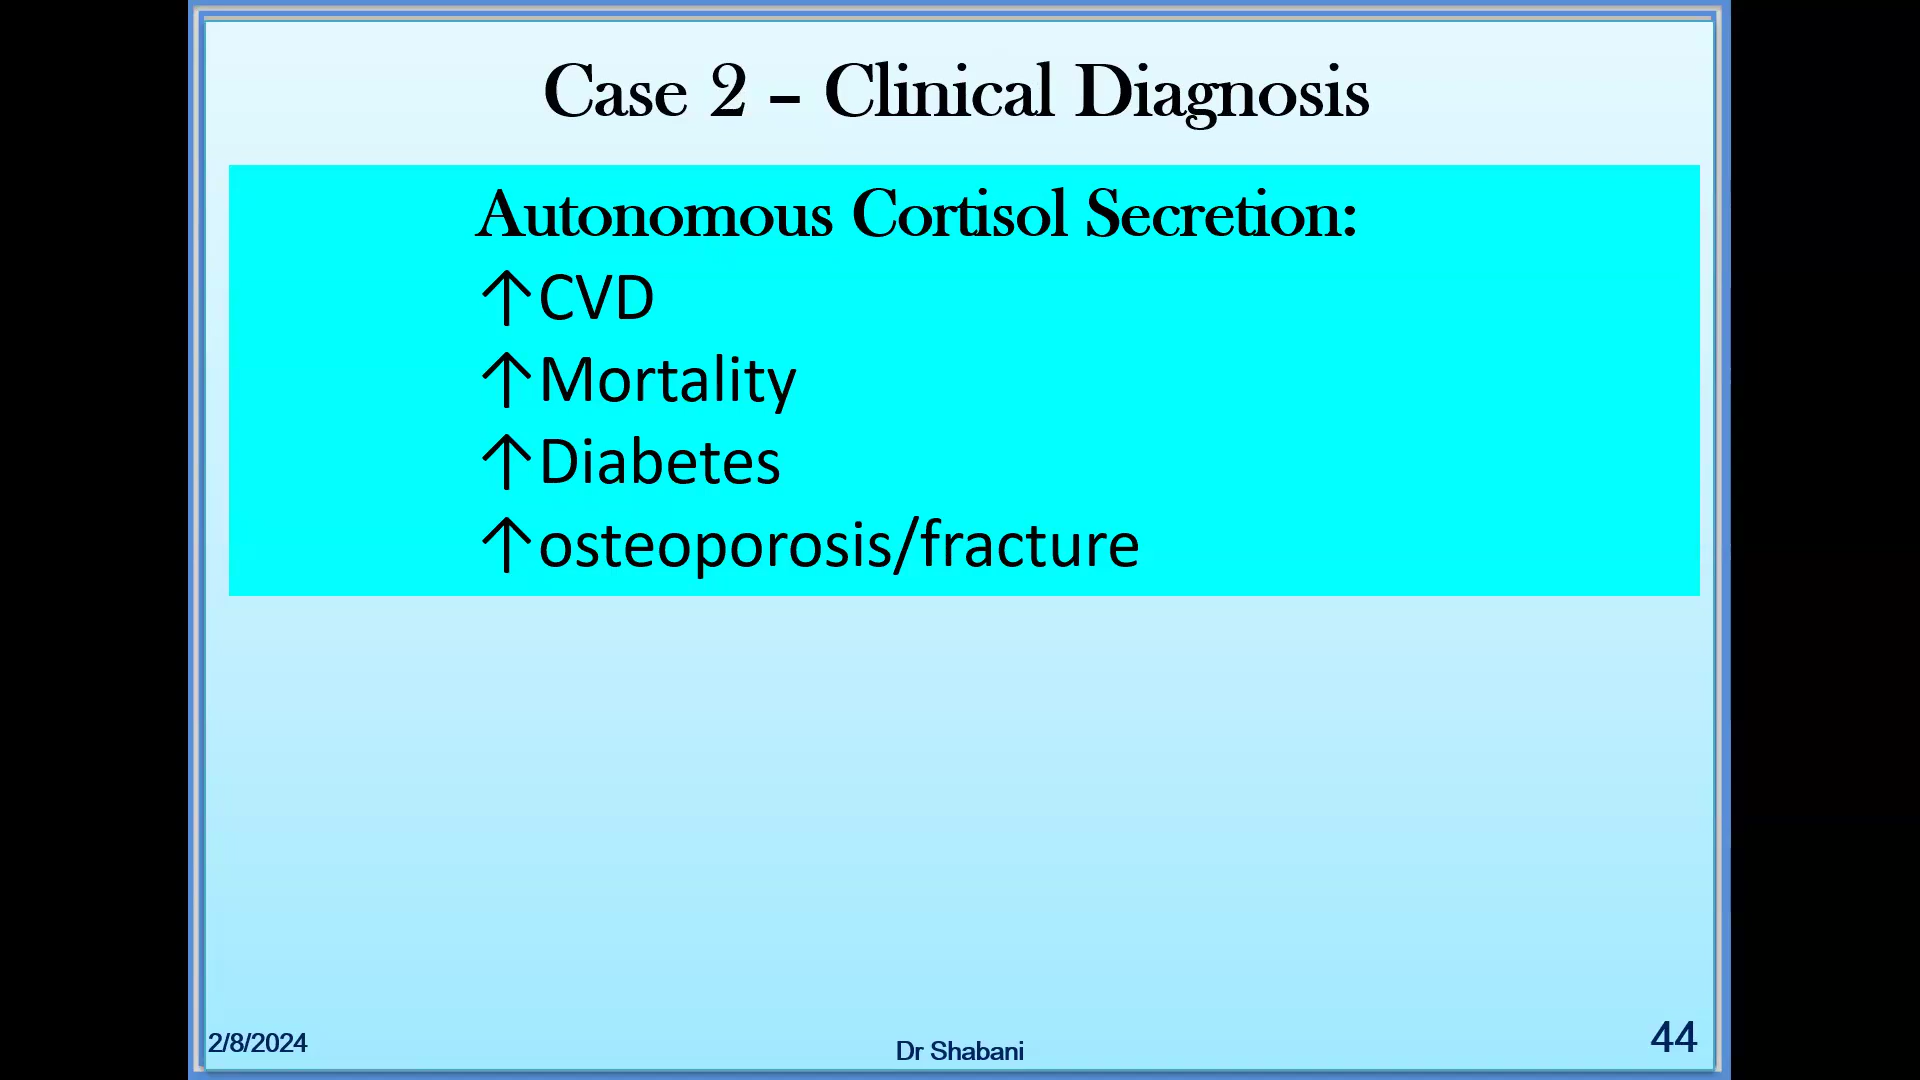 Case 2 – Clinical Diagnosis
Autonomous Cortisol Secretion:
↑CVD
↑Mortality
↑Diabetes
↑osteoporosis/fracture
2/8/2024
Dr Shabani
44